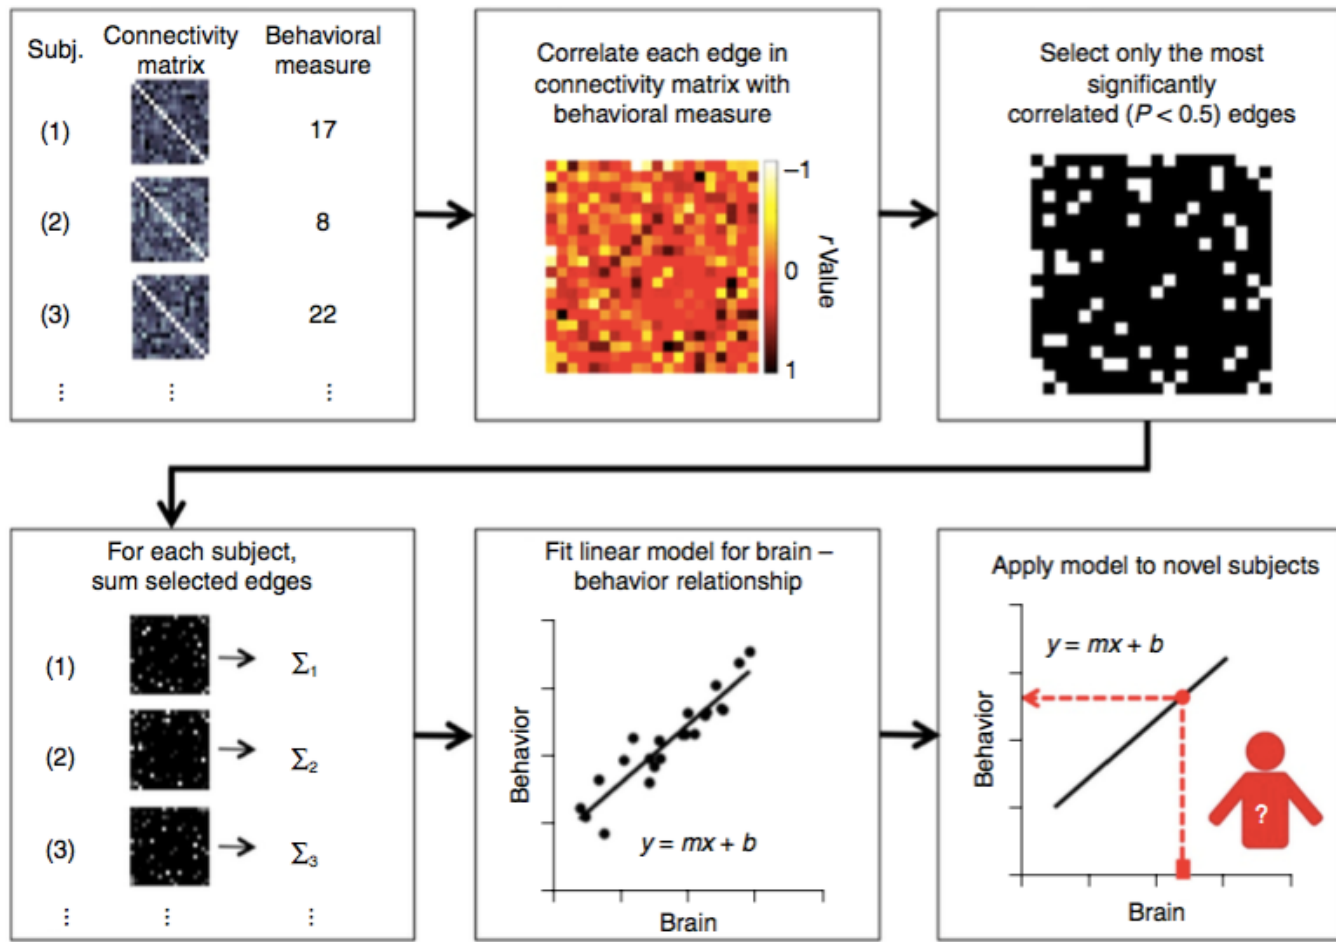 Subj. Connectivity matrix Behavioral measure
(1) 17
(2) 8
(3) 22
⋮ ⋮ ⋮
Correlate each edge in
connectivity matrix with
behavioral measure
–1
0
1
r Value
Select only the most
significantly
correlated (P < 0.5) edges
For each subject,
sum selected edges
(1) Σ1
(2) Σ2
(3) Σ3
⋮ ⋮ ⋮
Fit linear model for brain –
behavior relationship
Behavior
y = mx + b
Brain
Apply model to novel subjects
y = mx + b
Behavior
?
Brain